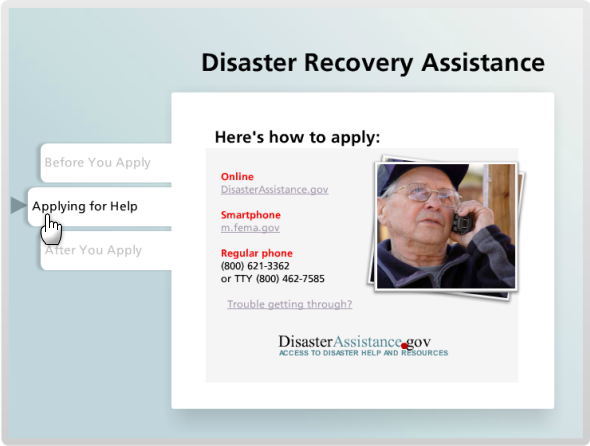 Disaster Recovery Assistance
Before You Apply
Applying for Help
After You Apply
Here's how to apply:
Online
DisasterAssistance.gov
Smartphone
m.fema.gov
Regular phone
(800) 621-3362
or TTY (800) 462-7585
Trouble getting through?
DisasterAssistance.gov
ACCESS TO DISASTER HELP AND RESOURCES